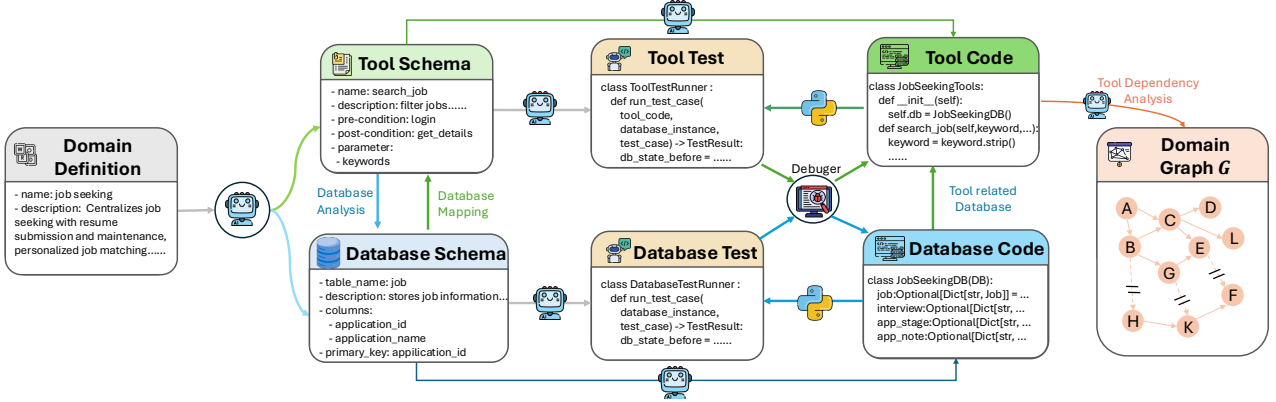 Domain
Definition
- name: job seeking
- description: Centralizes job
seeking with resume
submission and maintenance,
personalized job matching......
Tool Schema
- name: search_job
- description: filter jobs......
- pre-condition: login
- post-condition: get_details
- parameter:
- keywords
Database
Analysis
Database
Mapping
Database Schema
- table_name: job
- description: stores job information...
- columns:
- application_id
- application_name
- primary_key: appilication_id
Tool Test
class ToolTestRunner :
def run_test_case(
tool_code,
database_instance,
test_case) -> TestResult:
db_state_before = ......
Debuger
Database Test
class DatabaseTestRunner :
def run_test_case(
database_instance,
test_case) -> TestResult:
db_state_before = ......
Tool Code
class JobSeekingTools:
def __init__(self):
self.db = JobSeekingDB()
def search_job(self,keyword,...):
keyword = keyword.strip()
......
Tool related
Database
Database Code
class JobSeekingDB(DB):
job:Optional[Dict[str, Job]] = ...
interview:Optional[Dict[str, ...
app_stage:Optional[Dict[str, ...
app_note:Optional[Dict[str, ...
Tool Dependency
Analysis
Domain
Graph G
A
C
D
B
E
L
G
F
H
K